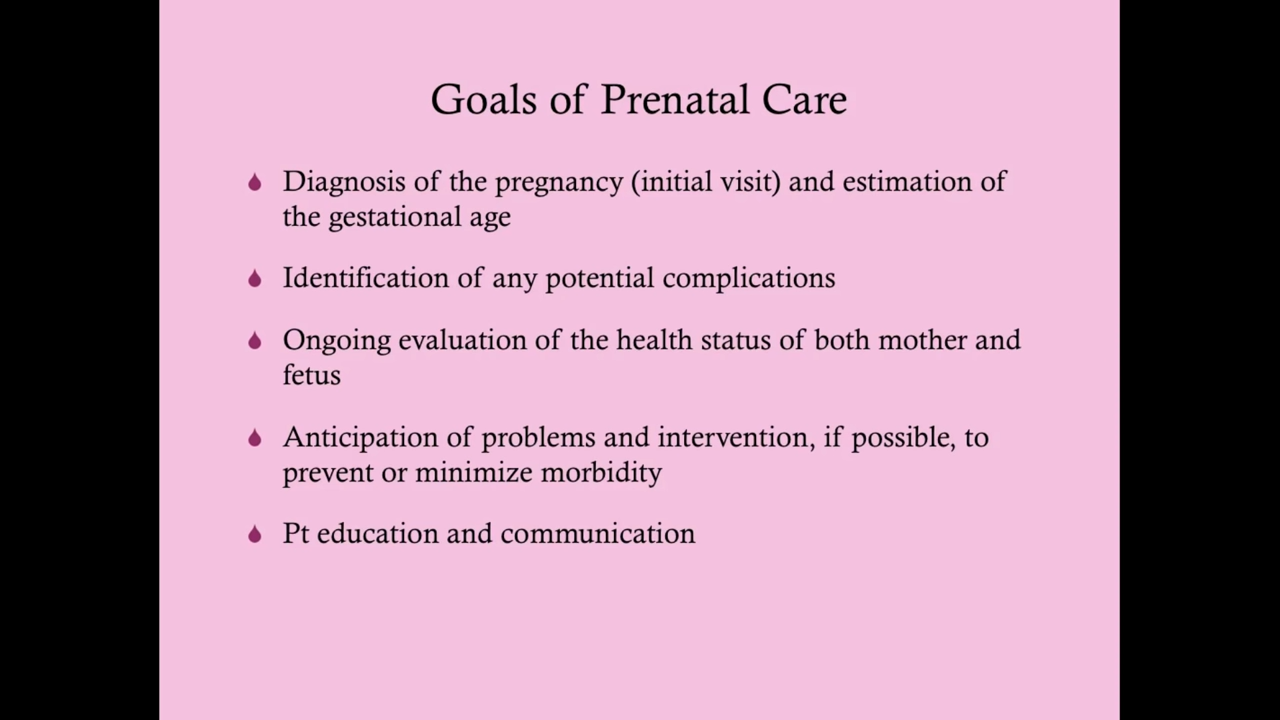 Goals of Prenatal Care
Diagnosis of the pregnancy (initial visit) and estimation of
the gestational age
Identification of any potential complications
Ongoing evaluation of the health status of both mother and
fetus
Anticipation of problems and intervention, if possible, to
prevent or minimize morbidity
Pt education and communication